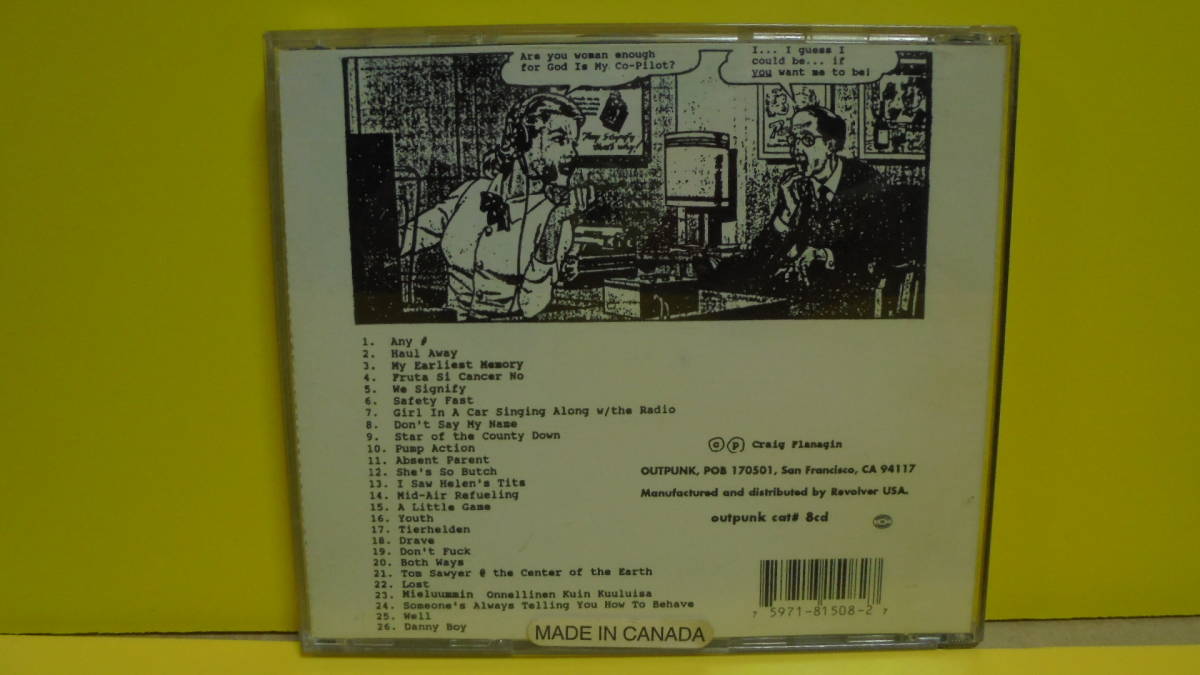 Are you woman enough
for God Is My Co-Pilot?
I... I guess I
could be... if
you want me to be!
They Signify
that's why.
1. Any #
2. Haul Away
3. My Earliest Memory
4. Fruta Si Cancer No
5. We Signify
6. Safety Fast
7. Girl In A Car Singing Along w/the Radio
8. Don't Say My Name
9. Star of the County Down
10. Pump Action
11. Absent Parent
12. She's So Butch
13. I Saw Helen's Tits
14. Mid-Air Refueling
15. A Little Game
16. Youth
17. Tierhelden
18. Drave
19. Don't Fuck
20. Both Ways
21. Tom Sawyer @ the Center of the Earth
22. Lost
23. Mieluummin Onnellinen Kuin Kuuluisa
24. Someone's Always Telling You How To Behave
25. Well
26. Danny Boy
© ℗ Craig Flanagin
OUTPUNK, POB 170501, San Francisco, CA 94117
Manufactured and distributed by Revolver USA.
outpunk cat# 8cd
7 5971-81508-2 7
MADE IN CANADA